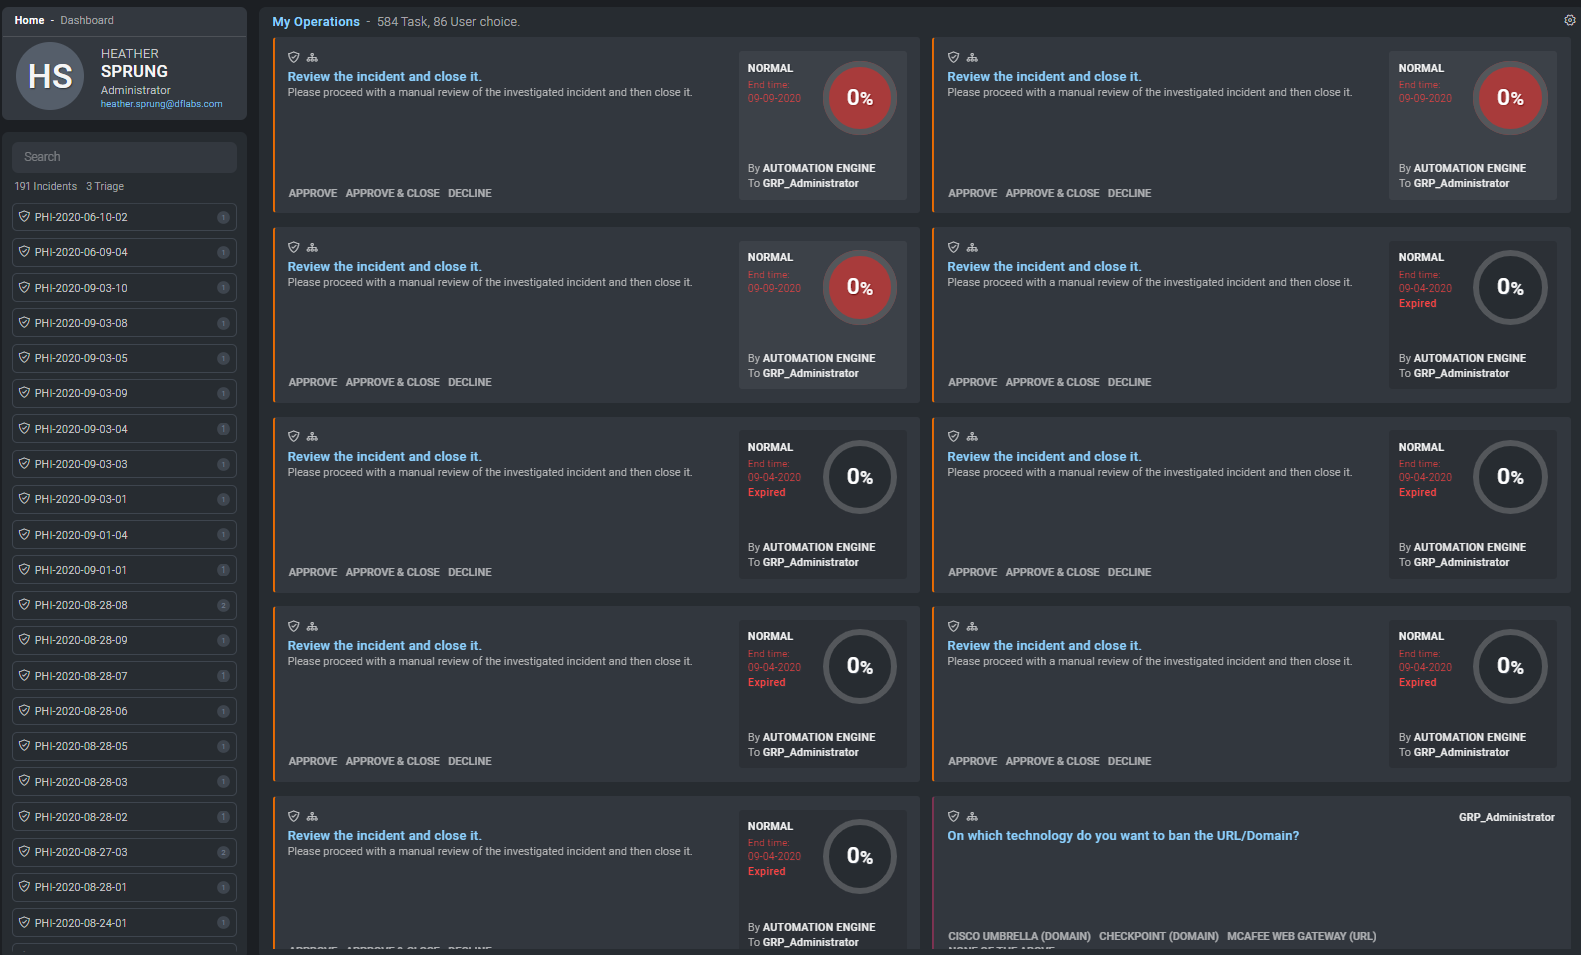 Home - Dashboard
HS
HEATHER
SPRUNG
Administrator
heather.sprung@dflabs.com
Search
191 Incidents 3 Triage
PHI-2020-06-10-02 1
PHI-2020-06-09-04 1
PHI-2020-09-03-10 1
PHI-2020-09-03-08 1
PHI-2020-09-03-05 1
PHI-2020-09-03-09 1
PHI-2020-09-03-04 1
PHI-2020-09-03-03 1
PHI-2020-09-03-01 1
PHI-2020-09-01-04 1
PHI-2020-09-01-01 1
PHI-2020-08-28-08 2
PHI-2020-08-28-09 1
PHI-2020-08-28-07 1
PHI-2020-08-28-06 1
PHI-2020-08-28-05 1
PHI-2020-08-28-03 1
PHI-2020-08-28-02 1
PHI-2020-08-27-03 2
PHI-2020-08-28-01 1
PHI-2020-08-24-01 1
My Operations - 584 Task, 86 User choice.
Review the incident and close it.
Please proceed with a manual review of the investigated incident and then close it.
APPROVE APPROVE & CLOSE DECLINE
NORMAL
End time:
09-09-2020
0%
By AUTOMATION ENGINE
To GRP_Administrator
Review the incident and close it.
Please proceed with a manual review of the investigated incident and then close it.
APPROVE APPROVE & CLOSE DECLINE
NORMAL
End time:
09-09-2020
0%
By AUTOMATION ENGINE
To GRP_Administrator
Review the incident and close it.
Please proceed with a manual review of the investigated incident and then close it.
APPROVE APPROVE & CLOSE DECLINE
NORMAL
End time:
09-09-2020
0%
By AUTOMATION ENGINE
To GRP_Administrator
Review the incident and close it.
Please proceed with a manual review of the investigated incident and then close it.
APPROVE APPROVE & CLOSE DECLINE
NORMAL
End time:
09-04-2020
Expired
0%
By AUTOMATION ENGINE
To GRP_Administrator
Review the incident and close it.
Please proceed with a manual review of the investigated incident and then close it.
APPROVE APPROVE & CLOSE DECLINE
NORMAL
End time:
09-04-2020
Expired
0%
By AUTOMATION ENGINE
To GRP_Administrator
Review the incident and close it.
Please proceed with a manual review of the investigated incident and then close it.
APPROVE APPROVE & CLOSE DECLINE
NORMAL
End time:
09-04-2020
Expired
0%
By AUTOMATION ENGINE
To GRP_Administrator
Review the incident and close it.
Please proceed with a manual review of the investigated incident and then close it.
APPROVE APPROVE & CLOSE DECLINE
NORMAL
End time:
09-04-2020
Expired
0%
By AUTOMATION ENGINE
To GRP_Administrator
Review the incident and close it.
Please proceed with a manual review of the investigated incident and then close it.
APPROVE APPROVE & CLOSE DECLINE
NORMAL
End time:
09-04-2020
Expired
0%
By AUTOMATION ENGINE
To GRP_Administrator
Review the incident and close it.
Please proceed with a manual review of the investigated incident and then close it.
APPROVE APPROVE & CLOSE DECLINE
NORMAL
End time:
09-04-2020
Expired
0%
By AUTOMATION ENGINE
To GRP_Administrator
GRP_Administrator
On which technology do you want to ban the URL/Domain?
CISCO UMBRELLA (DOMAIN) CHECKPOINT (DOMAIN) MCAFEE WEB GATEWAY (URL)
NONE OF THE ABOVE